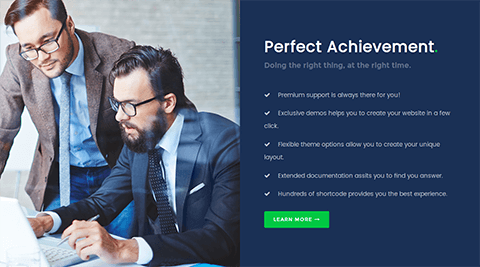 Perfect Achievement.
Doing the right thing, at the right time.
Premium support is always there for you!
Exclusive demos helps you to create your website in a few
click.
Flexible theme options allow you to create your unique
layout.
Extended documentation assits you to find you answer.
Hundreds of shortcode provides you the best experience.
LEARN MORE →